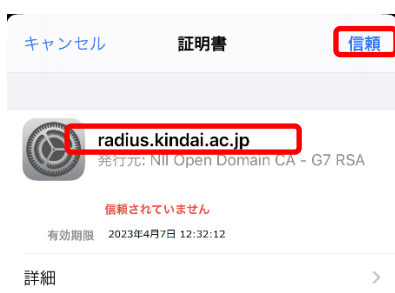 キャンセル 証明書 信頼
radius.kindai.ac.jp
発行元: NII Open Domain CA - G7 RSA
信頼されていません
有効期限 2023年4月7日 12:32:12
詳細